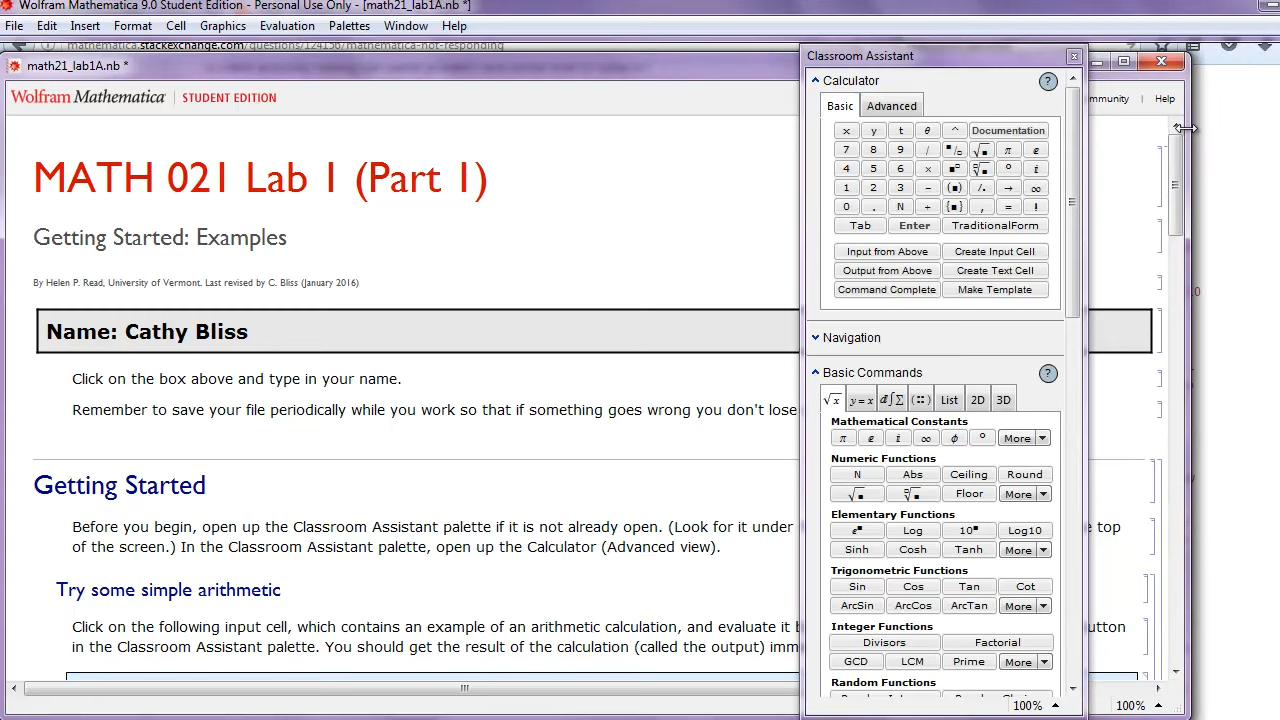 Wolfram Mathematica 9.0 Student Edition - Personal Use Only - [math21_lab1A.nb *]
File Edit Insert Format Cell Graphics Evaluation Palettes Window Help
mathematica.stackexchange.com/questions/124156/mathematica-not-responding
math21_lab1A.nb *
Wolfram Mathematica | STUDENT EDITION
mmunity | Help
MATH 021 Lab 1 (Part 1)
Getting Started: Examples
By Helen P. Read, University of Vermont. Last revised by C. Bliss (January 2016)
Name: Cathy Bliss
Click on the box above and type in your name.
Remember to save your file periodically while you work so that if something goes wrong you don't lose
Getting Started
Before you begin, open up the Classroom Assistant palette if it is not already open. (Look for it under
e top
of the screen.) In the Classroom Assistant palette, open up the Calculator (Advanced view).
Try some simple arithmetic
Click on the following input cell, which contains an example of an arithmetic calculation, and evaluate it b
utton
in the Classroom Assistant palette. You should get the result of the calculation (called the output) imm
Classroom Assistant
Calculator ?
Basic Advanced
x y t θ ^ Documentation
7 8 9 / ▪/▫ √▪ π ⅇ
4 5 6 × ▪▫ ▫√▪ ° ⅈ
1 2 3 − (▪) /. → ∞
0 . N + {▪} , = !
Tab Enter TraditionalForm
Input from Above Create Input Cell
Output from Above Create Text Cell
Command Complete Make Template
Navigation
Basic Commands ?
√x y=x d∫Σ (::) List 2D 3D
Mathematical Constants
π ⅇ ⅈ ∞ ϕ ° More
Numeric Functions
N Abs Ceiling Round
√▪ ▫√▪ Floor More
Elementary Functions
ⅇ▪ Log 10▪ Log10
Sinh Cosh Tanh More
Trigonometric Functions
Sin Cos Tan Cot
ArcSin ArcCos ArcTan More
Integer Functions
Divisors Factorial
GCD LCM Prime More
Random Functions
100%
100%